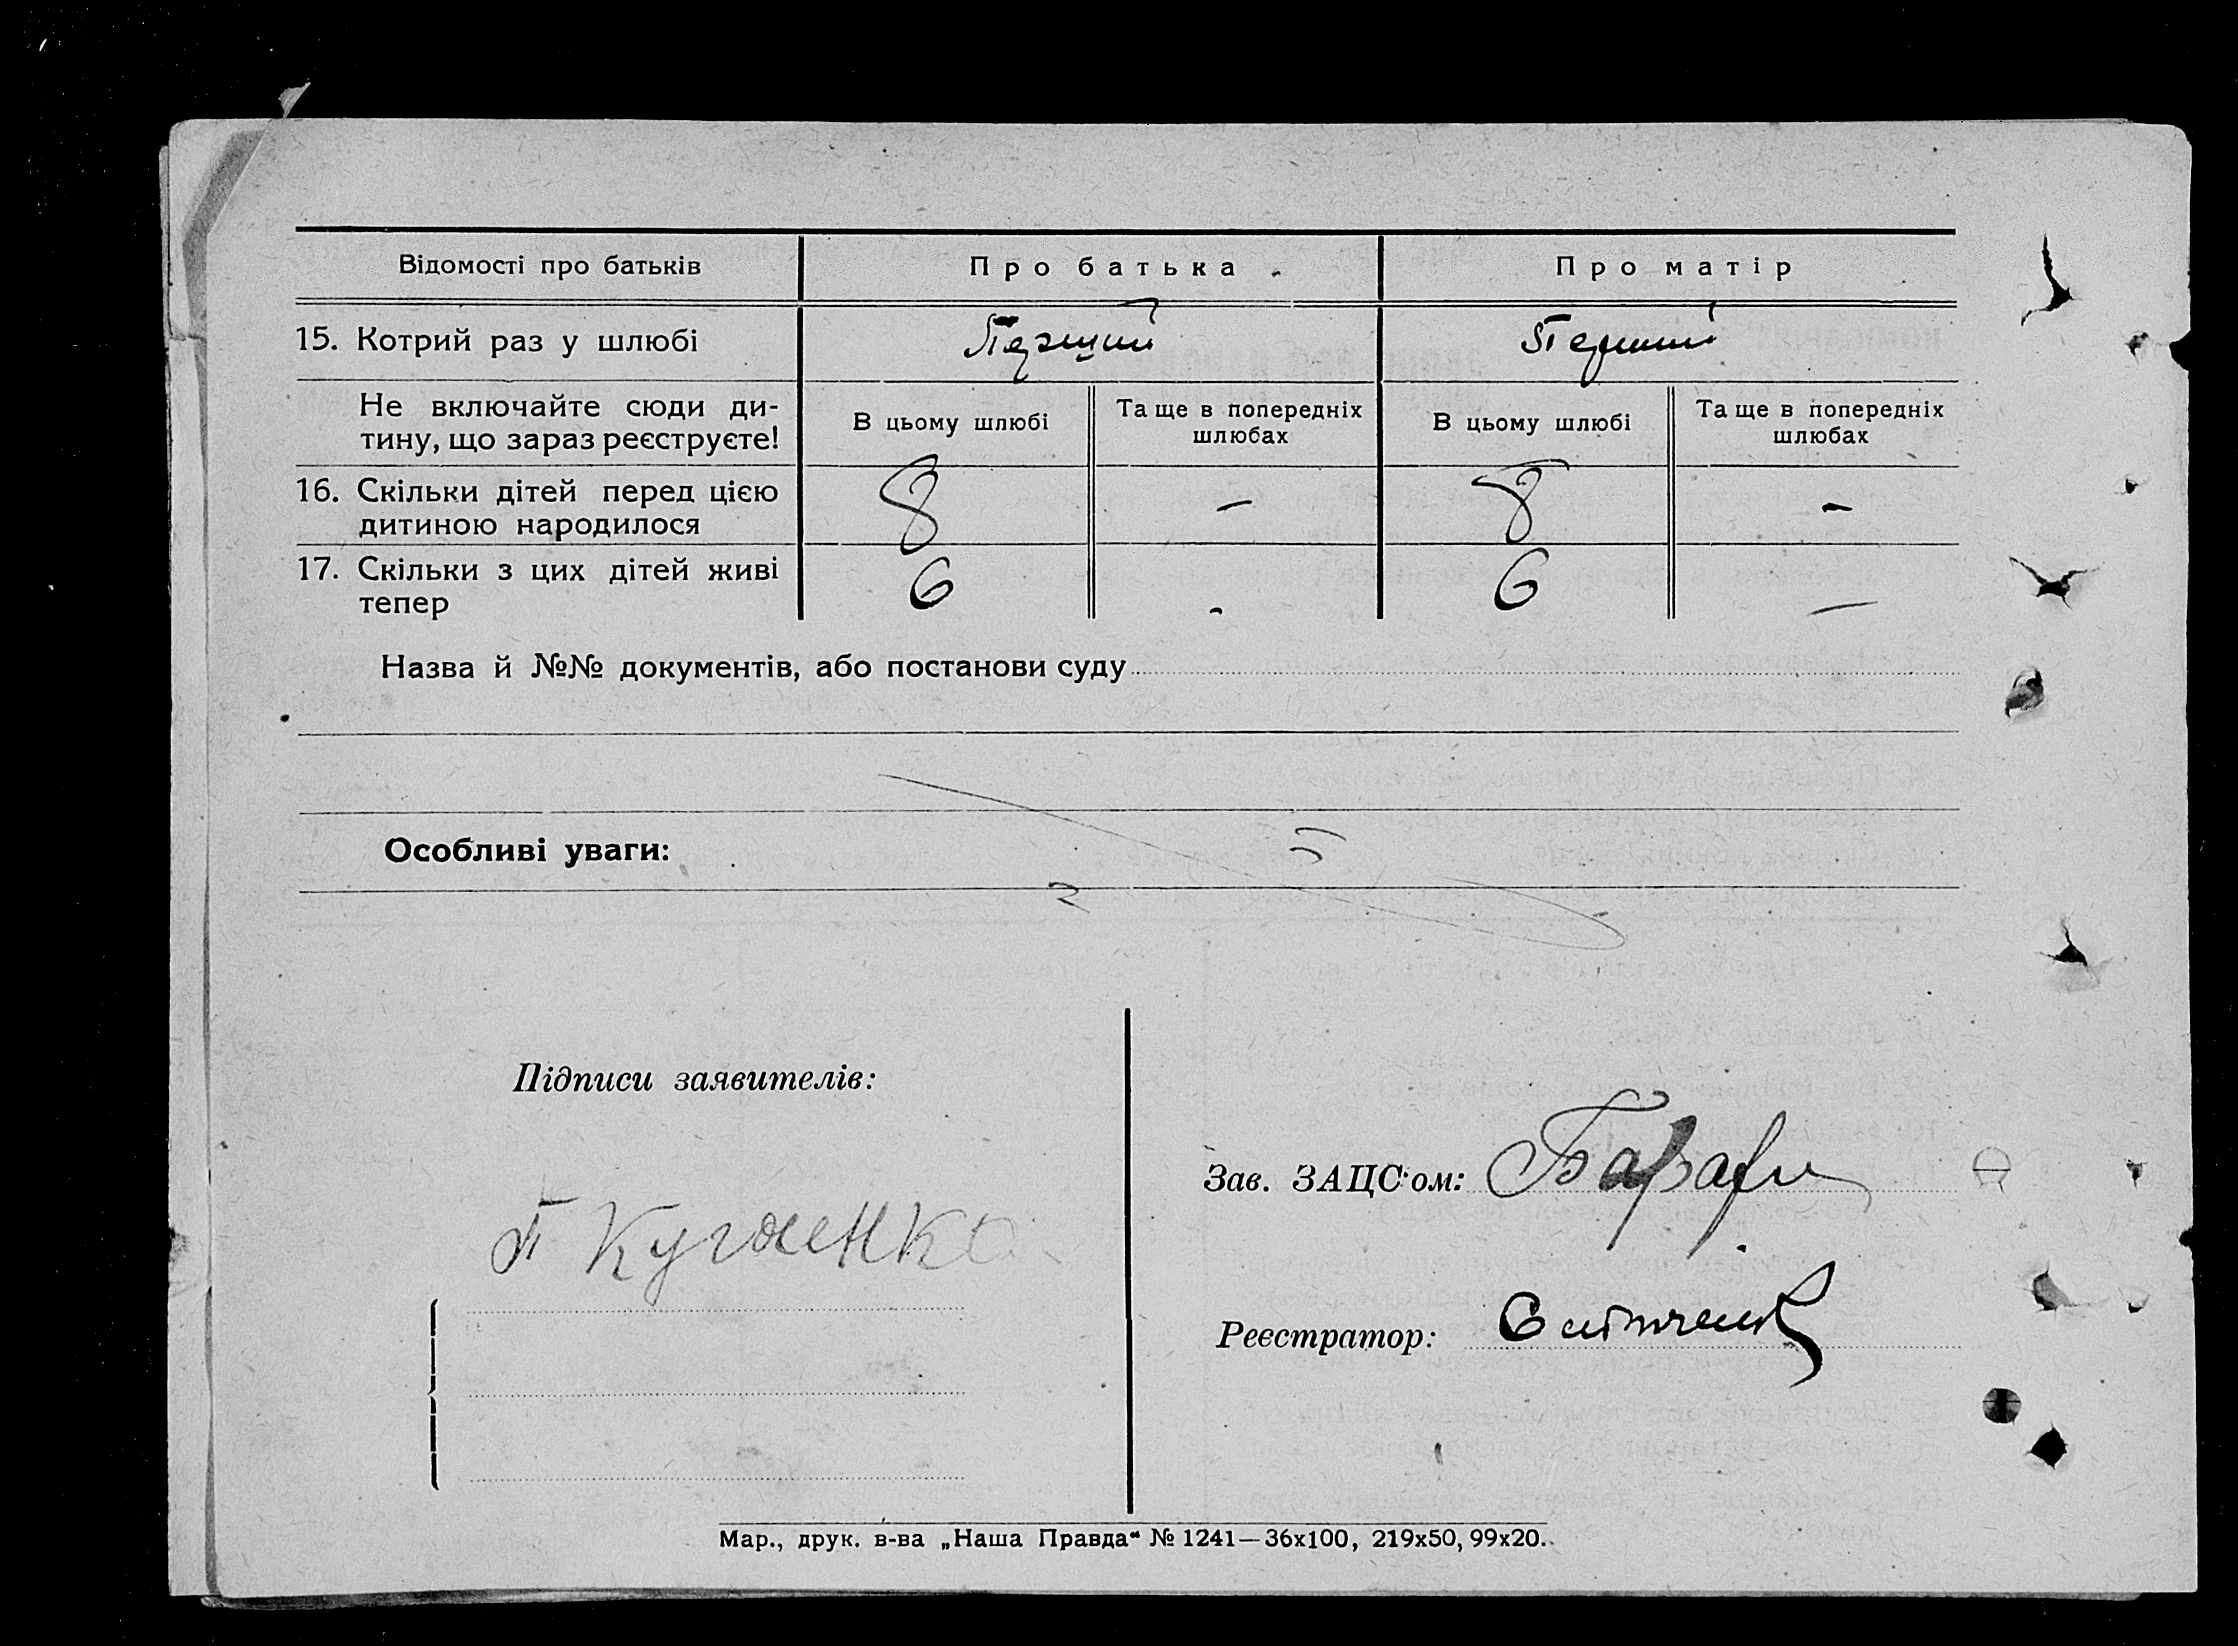 Відомості про батьків Про батька Про матір
15. Котрий раз у шлюбі Перший Перший
Не включайте сюди ди-
тину, що зараз реєструєте!
В цьому шлюбі Та ще в попередніх шлюбах В цьому шлюбі Та ще в попередніх шлюбах
16. Скільки дітей перед цією
дитиною народилося 8 — 8 —
17. Скільки з цих дітей живі
тепер 6 - 6 —
Назва й №№ документів, або постанови суду
Особливі уваги:
Підписи заявителів:
Зав. ЗАЦС'ом:
П
Реєстратор:
Мар., друк. в-ва „Наша Правда“ № 1241—36х100, 219х50, 99х20.